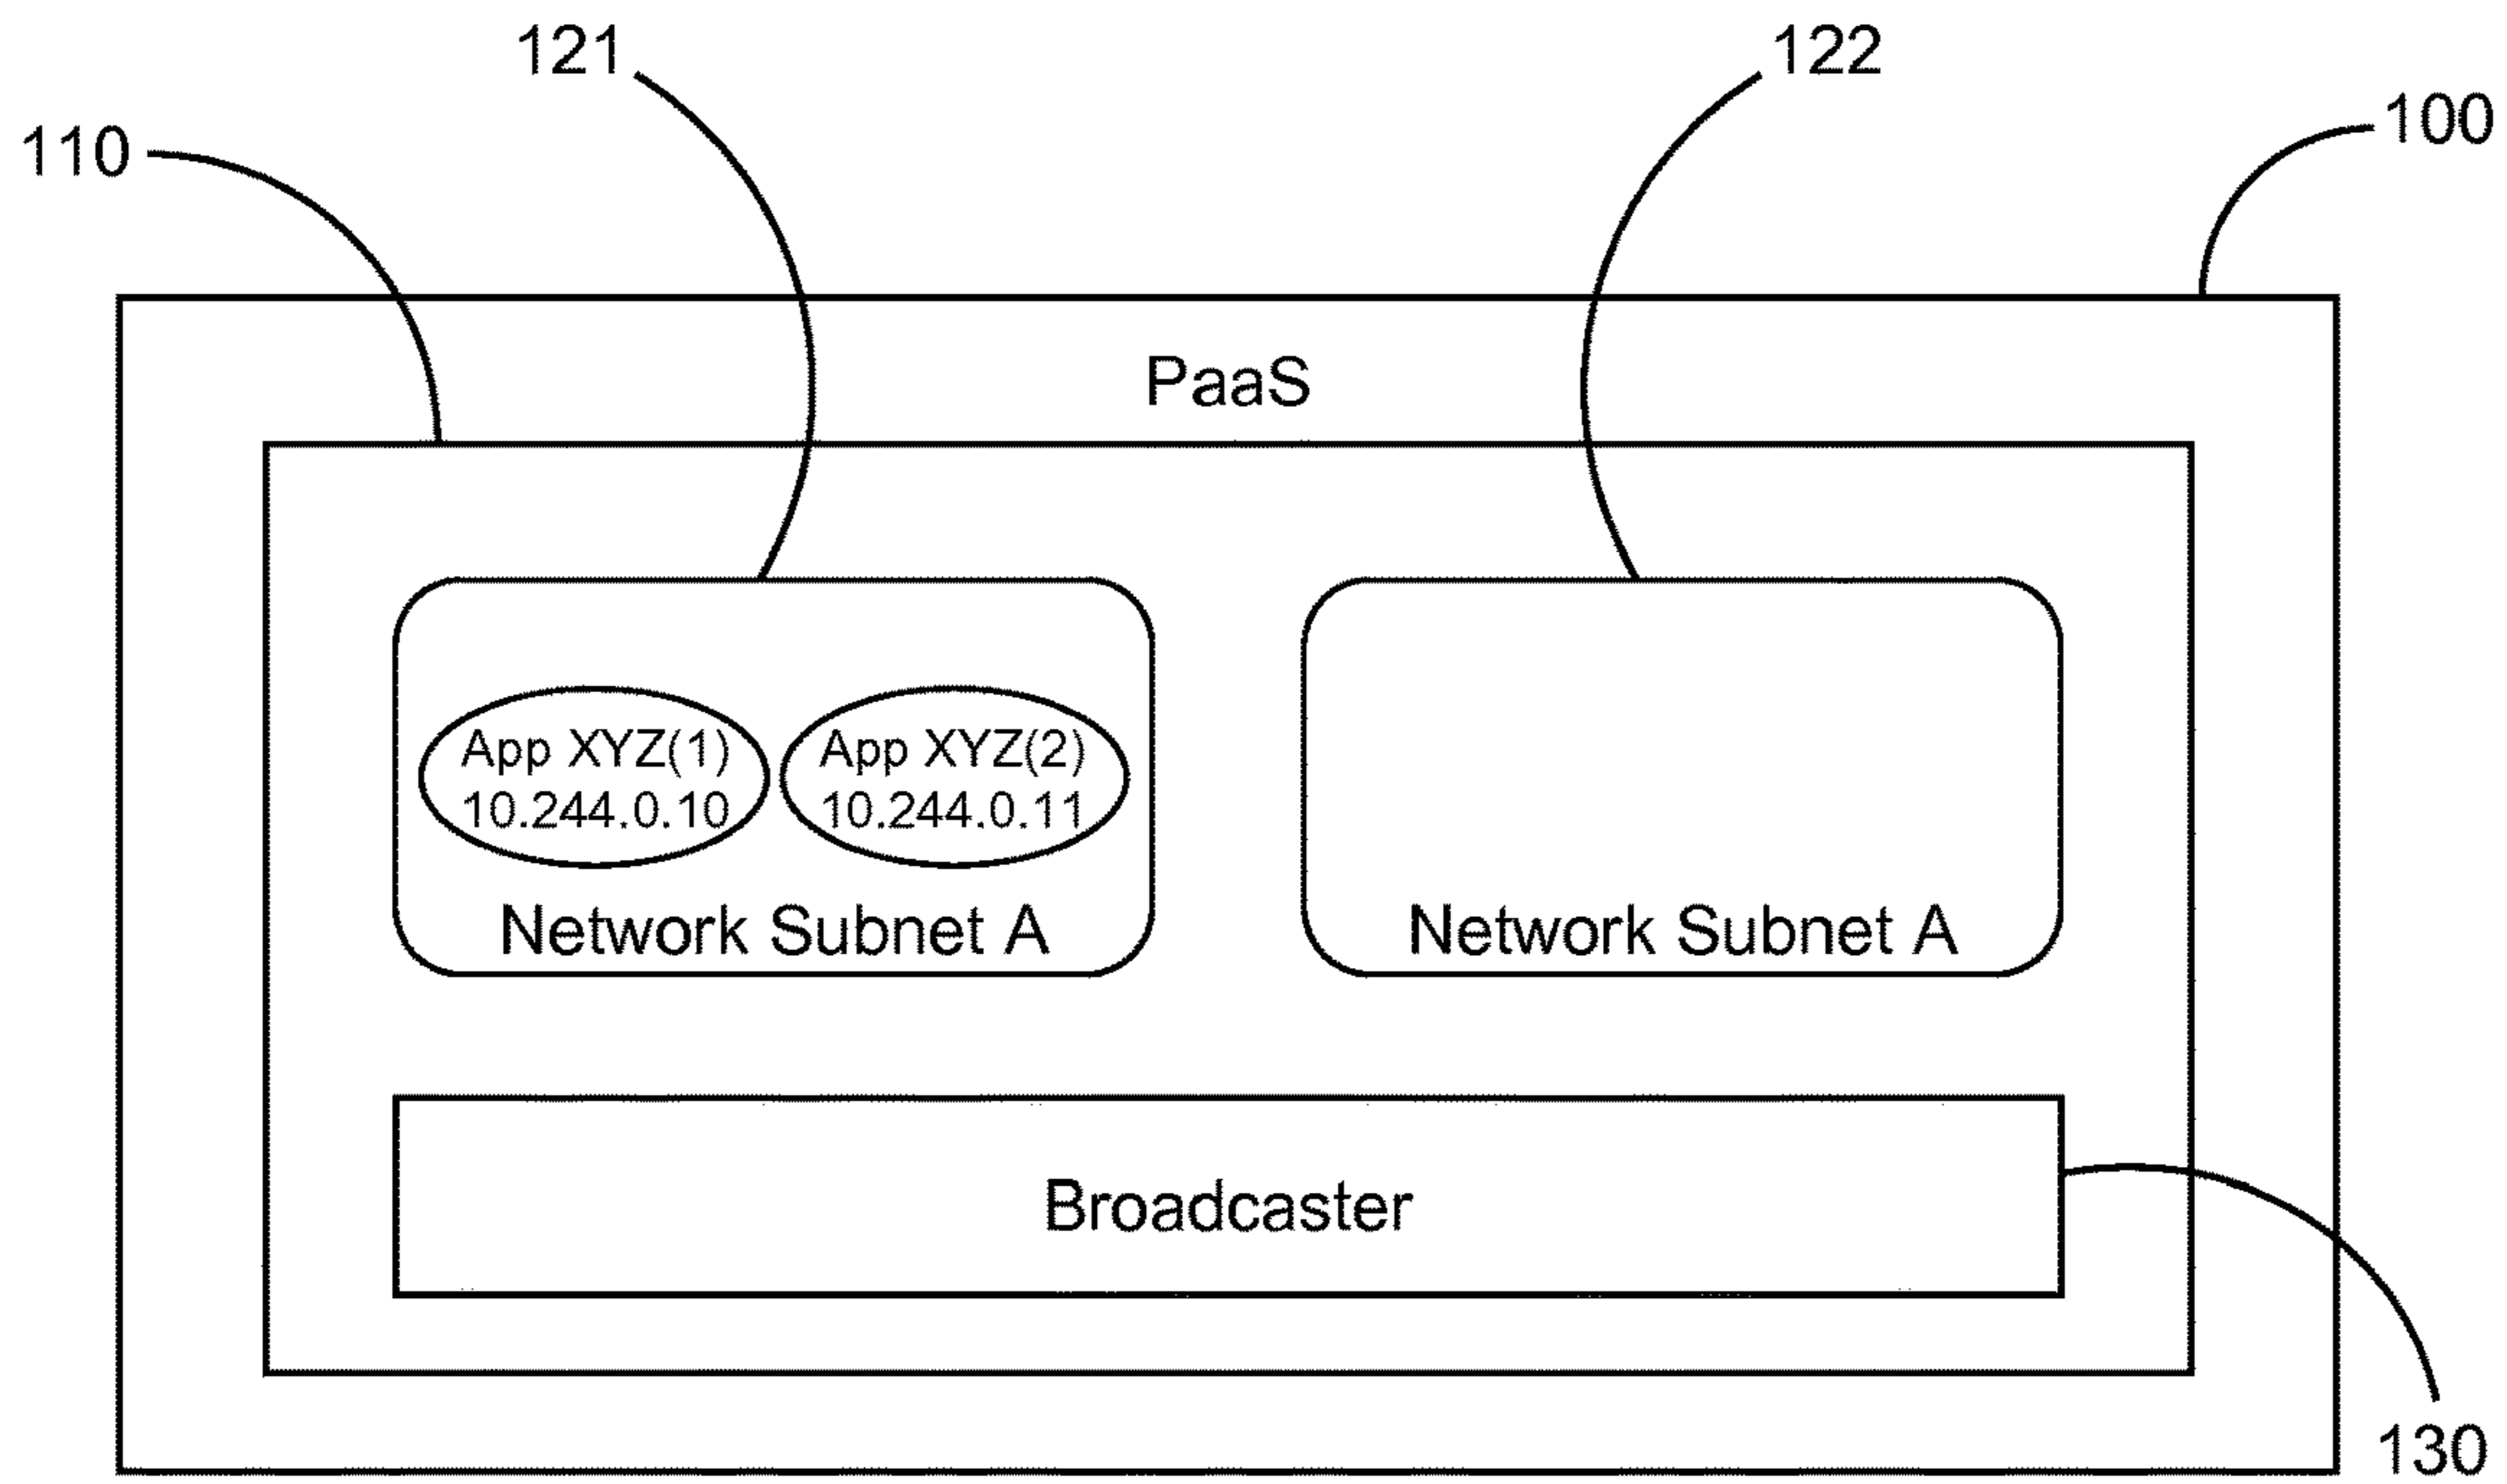 121
122
100
110
PaaS
App XYZ(1)
10.244.0.10
App XYZ(2)
10.244.0.11
Network Subnet A
Network Subnet A
Broadcaster
130